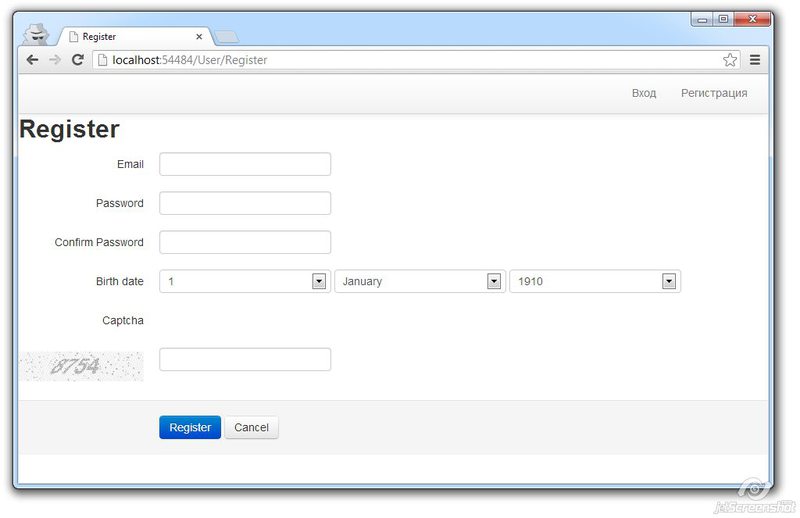 Register
localhost:54484/User/Register
Вход Регистрация
Register
Email
Password
Confirm Password
Birth date 1 January 1910
Captcha
8754
Register Cancel
jetScreenshot